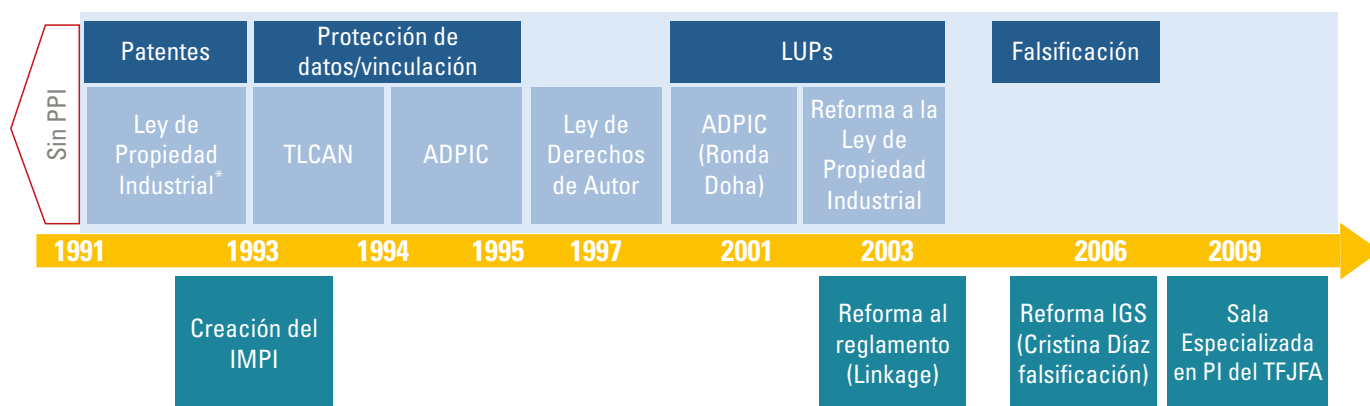 Sin PPI
Patentes
Protección de
datos/vinculación
LUPs
Falsificación
Ley de
Propiedad
Industrial*
TLCAN
ADPIC
Ley de
Derechos
de Autor
ADPIC
(Ronda
Doha)
Reforma a la
Ley de
Propiedad
Industrial
1991 1993 1994 1995 1997 2001 2003 2006 2009
Creación del
IMPI
Reforma al
reglamento
(Linkage)
Reforma IGS
(Cristina Díaz
falsificación)
Sala
Especializada
en PI del TFJFA